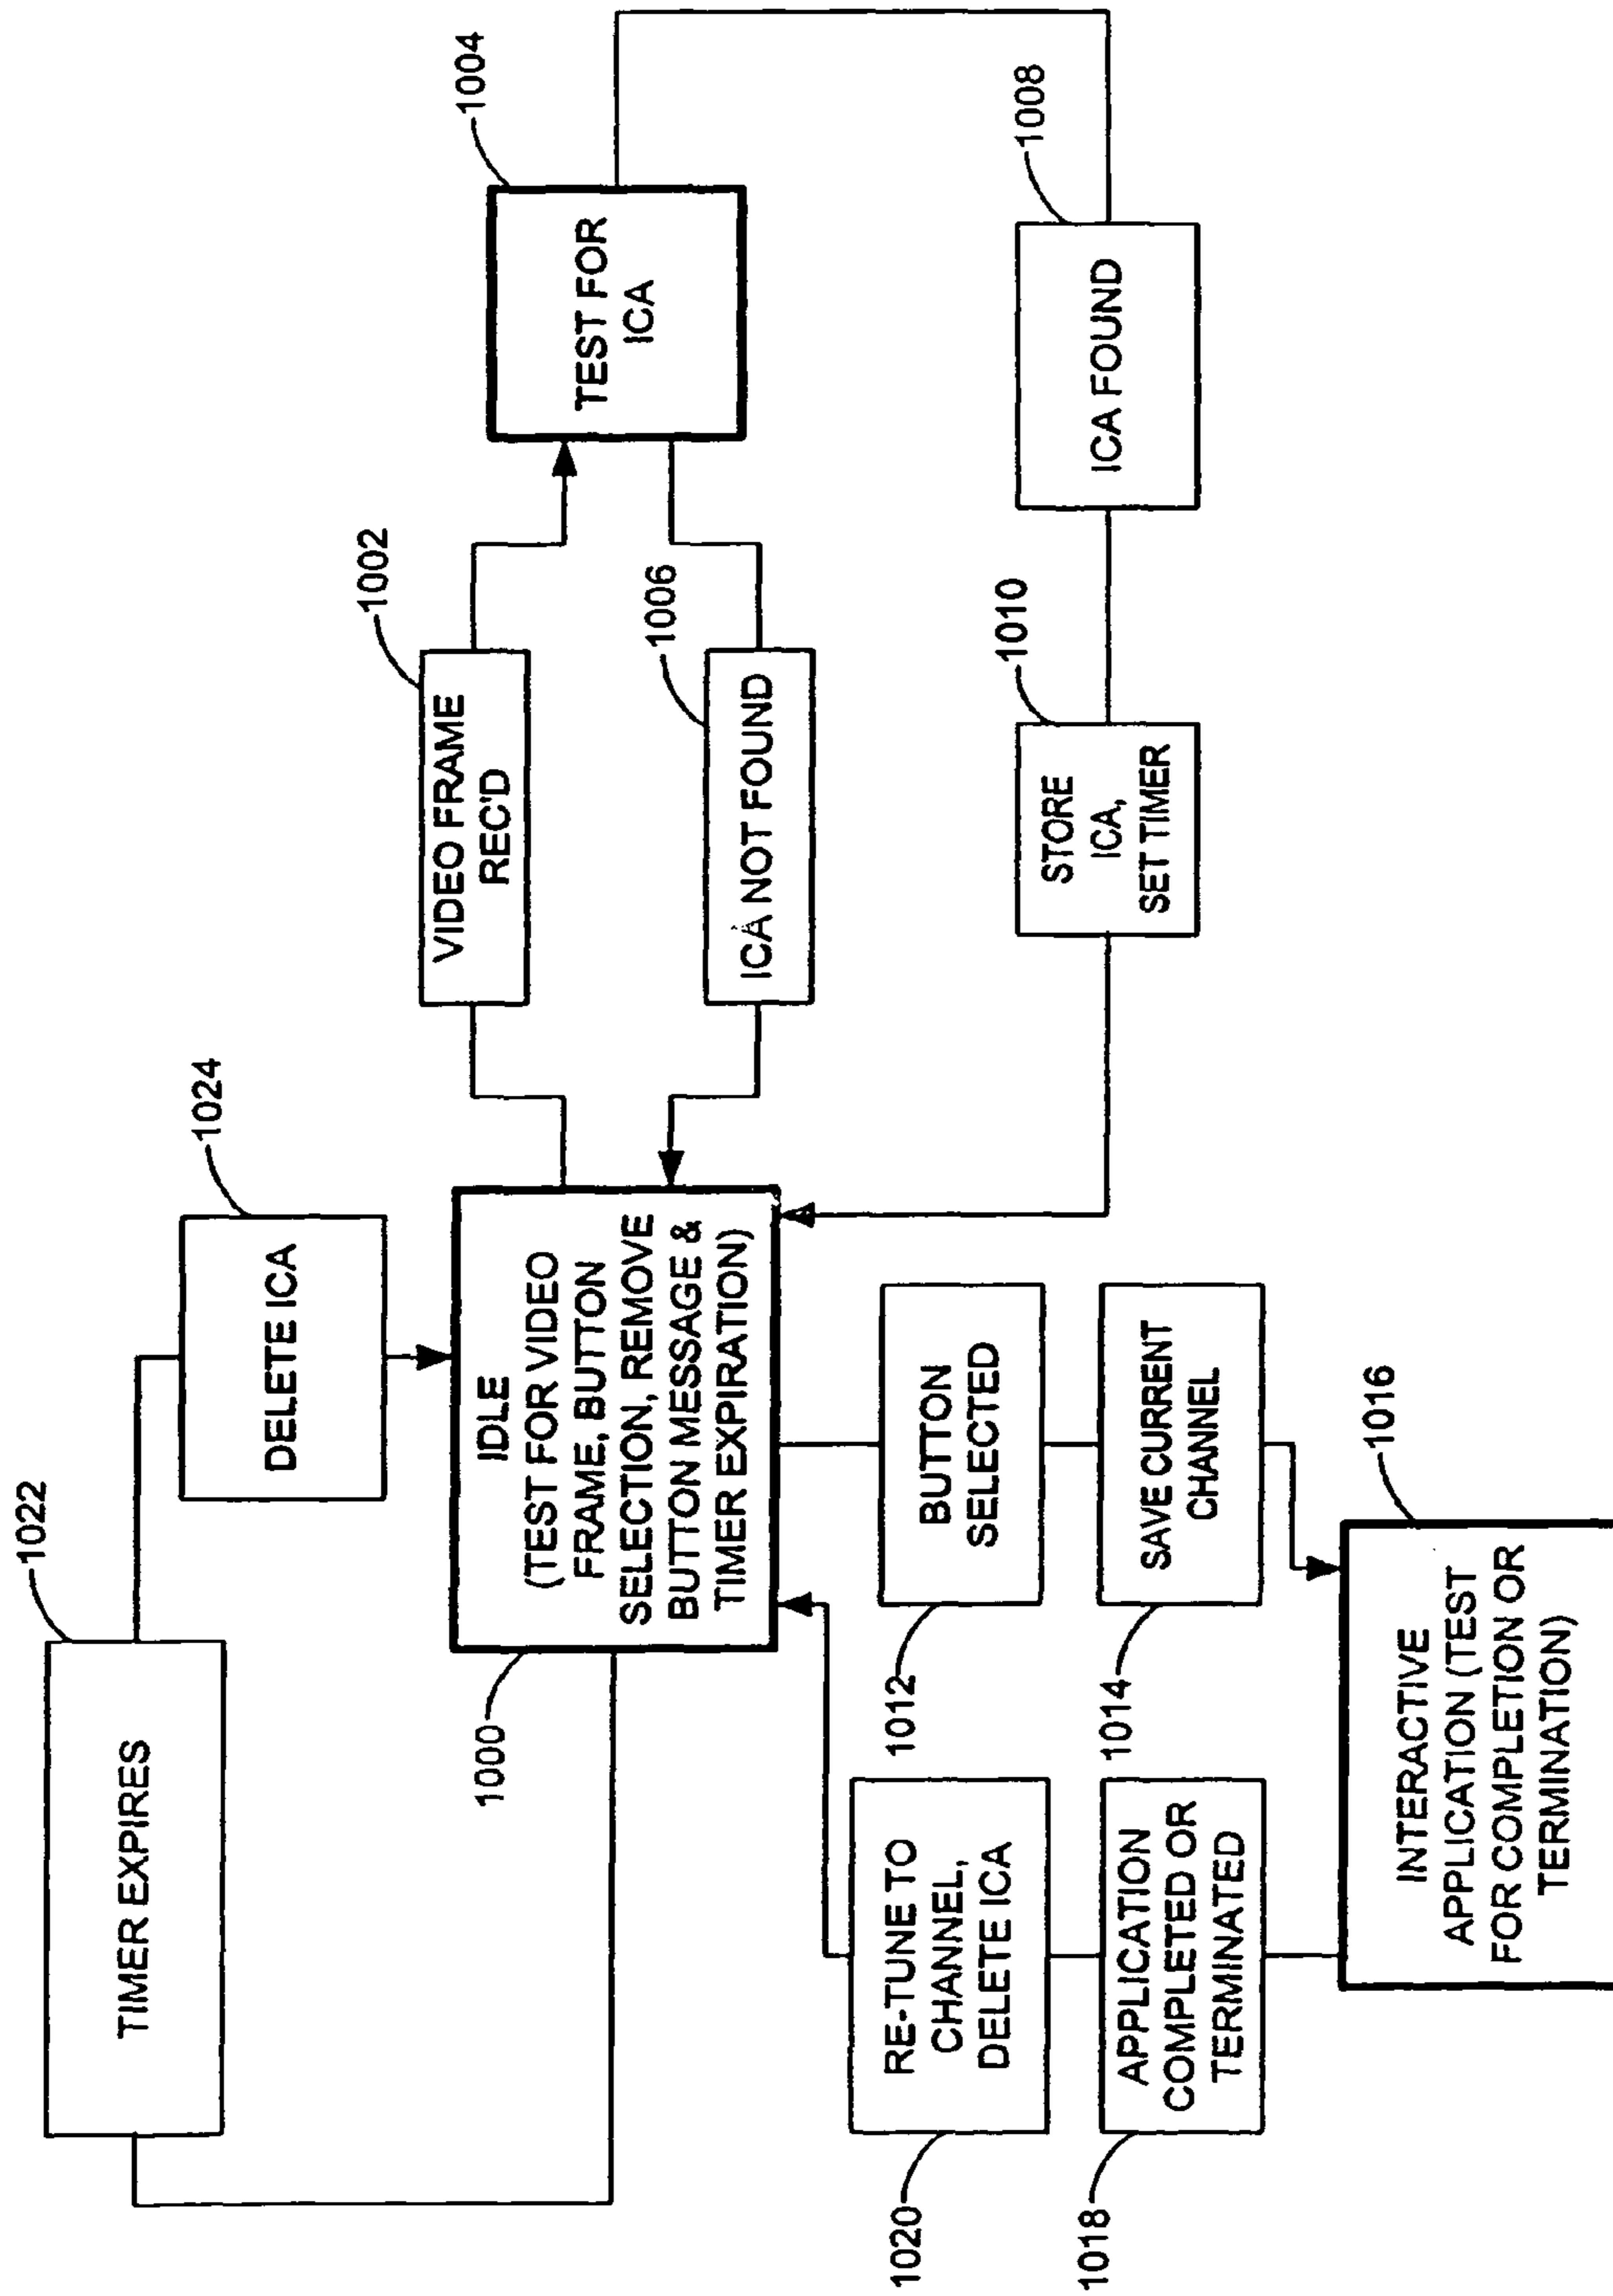 1022
TIMER EXPIRES
1024
DELETE ICA
1000
IDLE
(TEST FOR VIDEO
FRAME, BUTTON
SELECTION, REMOVE
BUTTON MESSAGE &
TIMER EXPIRATION)
1002
VIDEO FRAME
REC'D
1004
TEST FOR
ICA
1006
ICA NOT FOUND
1008
ICA FOUND
1010
STORE
ICA,
SET TIMER
1012
BUTTON
SELECTED
1014
SAVE CURRENT
CHANNEL
1016
INTERACTIVE
APPLICATION (TEST
FOR COMPLETION OR
TERMINATION)
1018
APPLICATION
COMPLETED OR
TERMINATED
1020
RE-TUNE TO
CHANNEL,
DELETE ICA